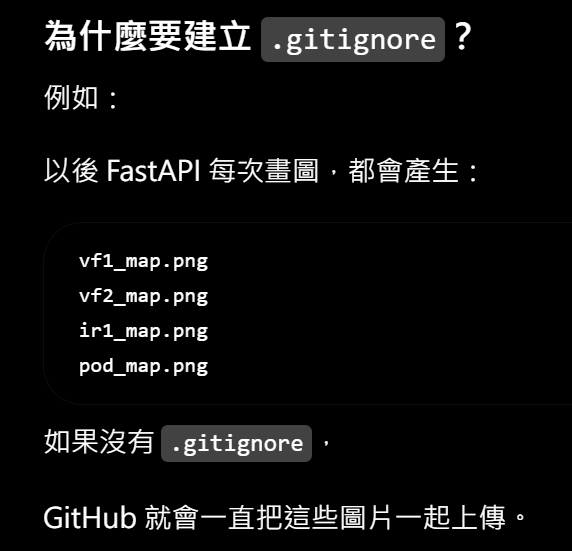 為什麼要建立 .gitignore ?
例如：
以後 FastAPI 每次畫圖，都會產生：
vf1_map.png
vf2_map.png
ir1_map.png
pod_map.png
如果沒有 .gitignore ，
GitHub 就會一直把這些圖片一起上傳。